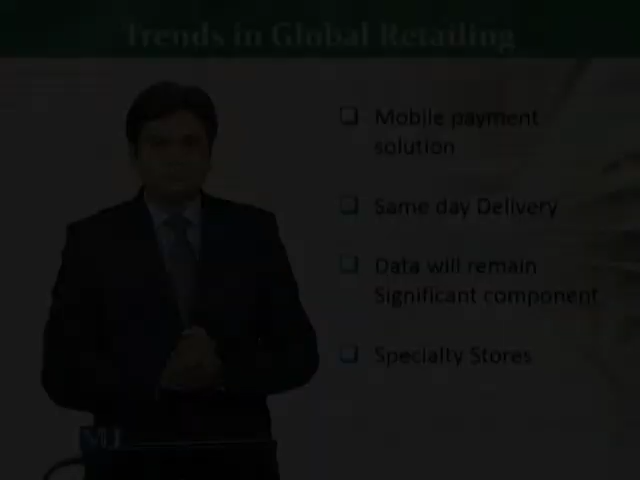 Trends in Global Retailing
Mobile payment
solution
Same day Delivery
Data will remain
Significant component
Specialty Stores